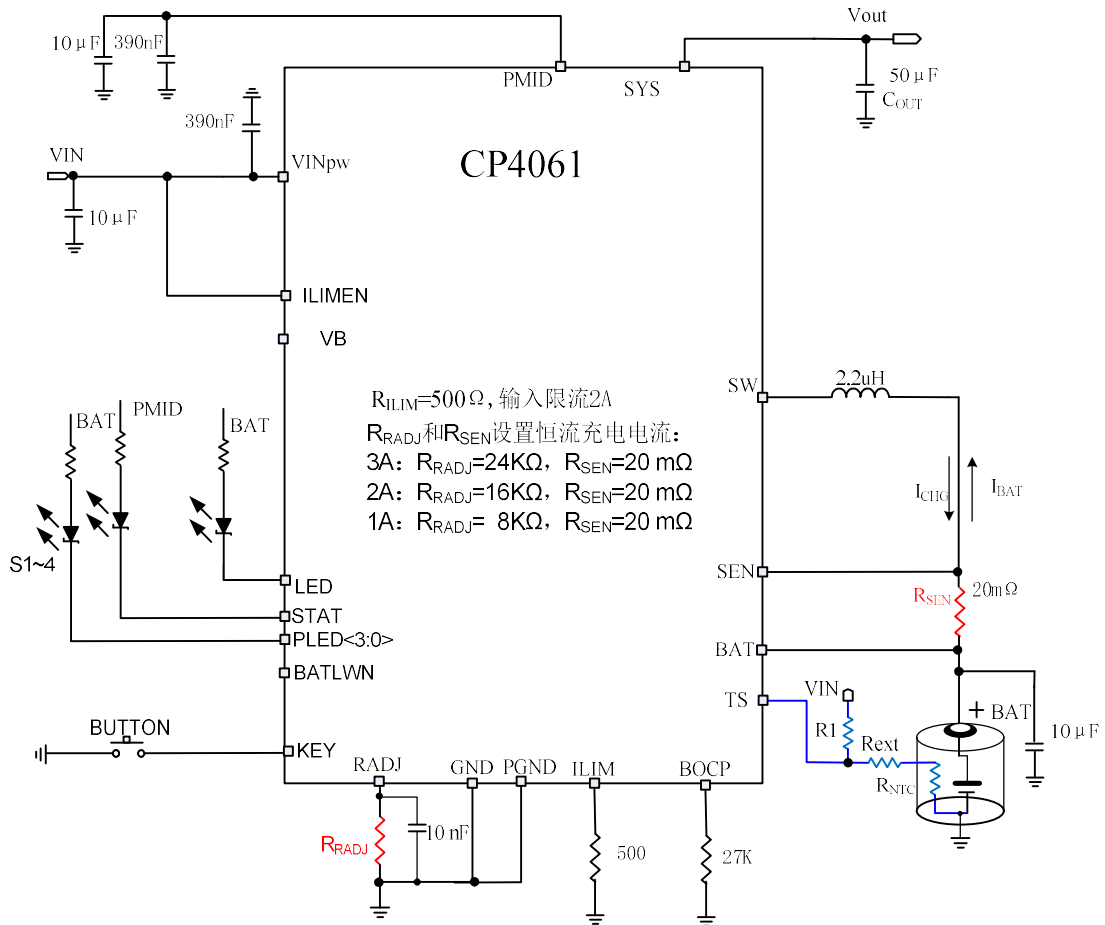 Vout
10μF
390nF
PMID
SYS
50μF
COUT
390nF
VIN
VINpw
CP4061
10μF
ILIMEN
VB
SW
2.2uH
RILIM=500Ω,输入限流2A
RRADJ和RSEN设置恒流充电电流:
3A: RRADJ=24KΩ, RSEN=20 mΩ
2A: RRADJ=16KΩ, RSEN=20 mΩ
1A: RRADJ= 8KΩ, RSEN=20 mΩ
BAT
PMID
BAT
ICHG
IBAT
S1~4
LED
STAT
PLED<3:0>
BATLWN
SEN
RSEN
20mΩ
BAT
TS
VIN
+ BAT
R1
Rext
RNTC
10μF
BUTTON
KEY
RADJ
GND
PGND
ILIM
BOCP
RRADJ
10 nF
500
27K